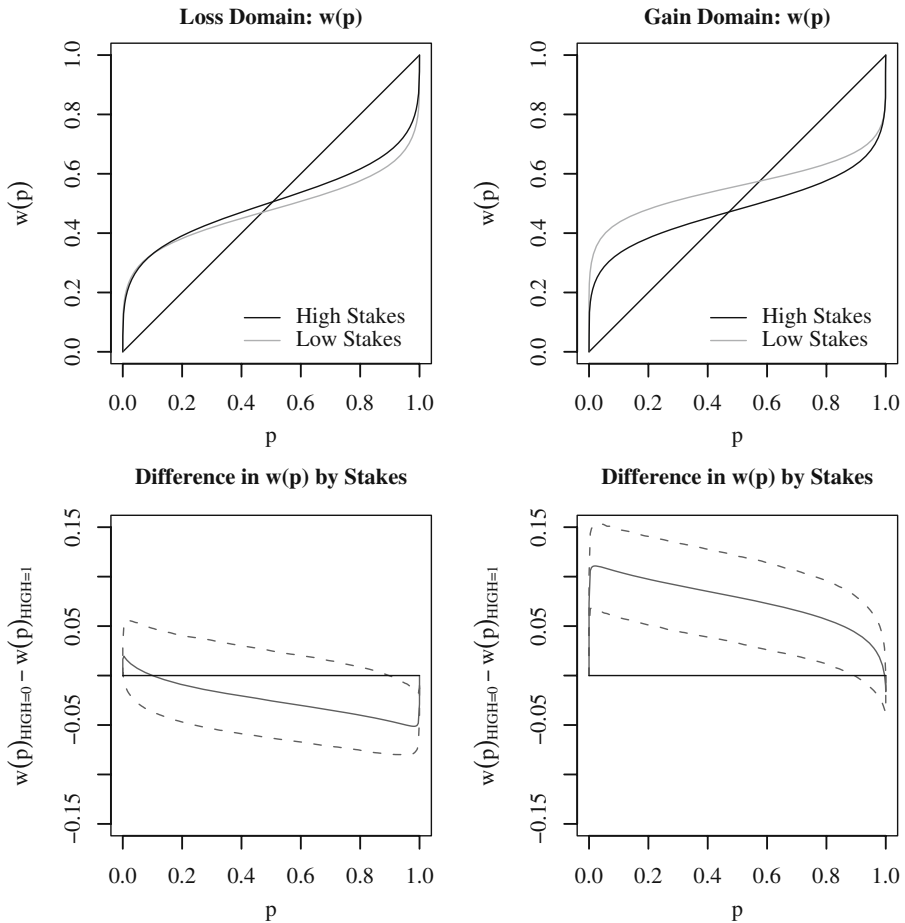 Loss Domain: w(p)
w(p)
1.0
0.8
0.6
0.4
0.2
0.0
High Stakes
Low Stakes
0.0 0.2 0.4 0.6 0.8 1.0
p
Gain Domain: w(p)
w(p)
1.0
0.8
0.6
0.4
0.2
0.0
High Stakes
Low Stakes
0.0 0.2 0.4 0.6 0.8 1.0
p
Difference in w(p) by Stakes
w(p)HIGH=0 − w(p)HIGH=1
0.15
0.05
−0.05
−0.15
0.0 0.2 0.4 0.6 0.8 1.0
p
Difference in w(p) by Stakes
w(p)HIGH=0 − w(p)HIGH=1
0.15
0.05
−0.05
−0.15
0.0 0.2 0.4 0.6 0.8 1.0
p